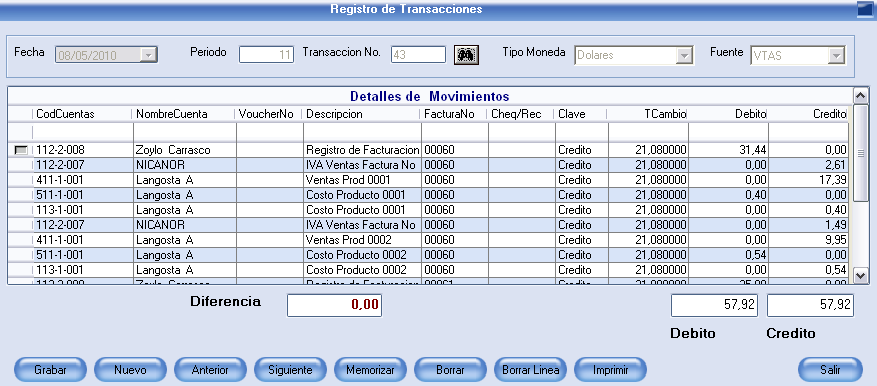 Registro de Transacciones
Fecha 08/05/2010 Periodo 11 Transaccion No. 43 Tipo Moneda Dolares Fuente VTAS
Detalles de Movimientos
CodCuentas NombreCuenta VoucherNo Descripcion FacturaNo Cheq/Rec Clave TCambio Debito Credito
112-2-008 Zoylo Carrasco Registro de Facturacion 00060 Credito 21,080000 31,44 0,00
112-2-007 NICANOR IVA Ventas Factura No 00060 Credito 21,080000 0,00 2,61
411-1-001 Langosta A Ventas Prod 0001 00060 Credito 21,080000 0,00 17,39
511-1-001 Langosta A Costo Producto 0001 00060 Credito 21,080000 0,40 0,00
113-1-001 Langosta A Costo Producto 0001 00060 Credito 21,080000 0,00 0,40
112-2-007 NICANOR IVA Ventas Factura No 00060 Credito 21,080000 0,00 1,49
411-1-001 Langosta A Ventas Prod 0002 00060 Credito 21,080000 0,00 9,95
511-1-001 Langosta A Costo Producto 0002 00060 Credito 21,080000 0,54 0,00
113-1-001 Langosta A Costo Producto 0002 00060 Credito 21,080000 0,00 0,54
Diferencia 0,00 57,92 57,92
Debito Credito
Grabar Nuevo Anterior Siguiente Memorizar Borrar Borrar Linea Imprimir Salir